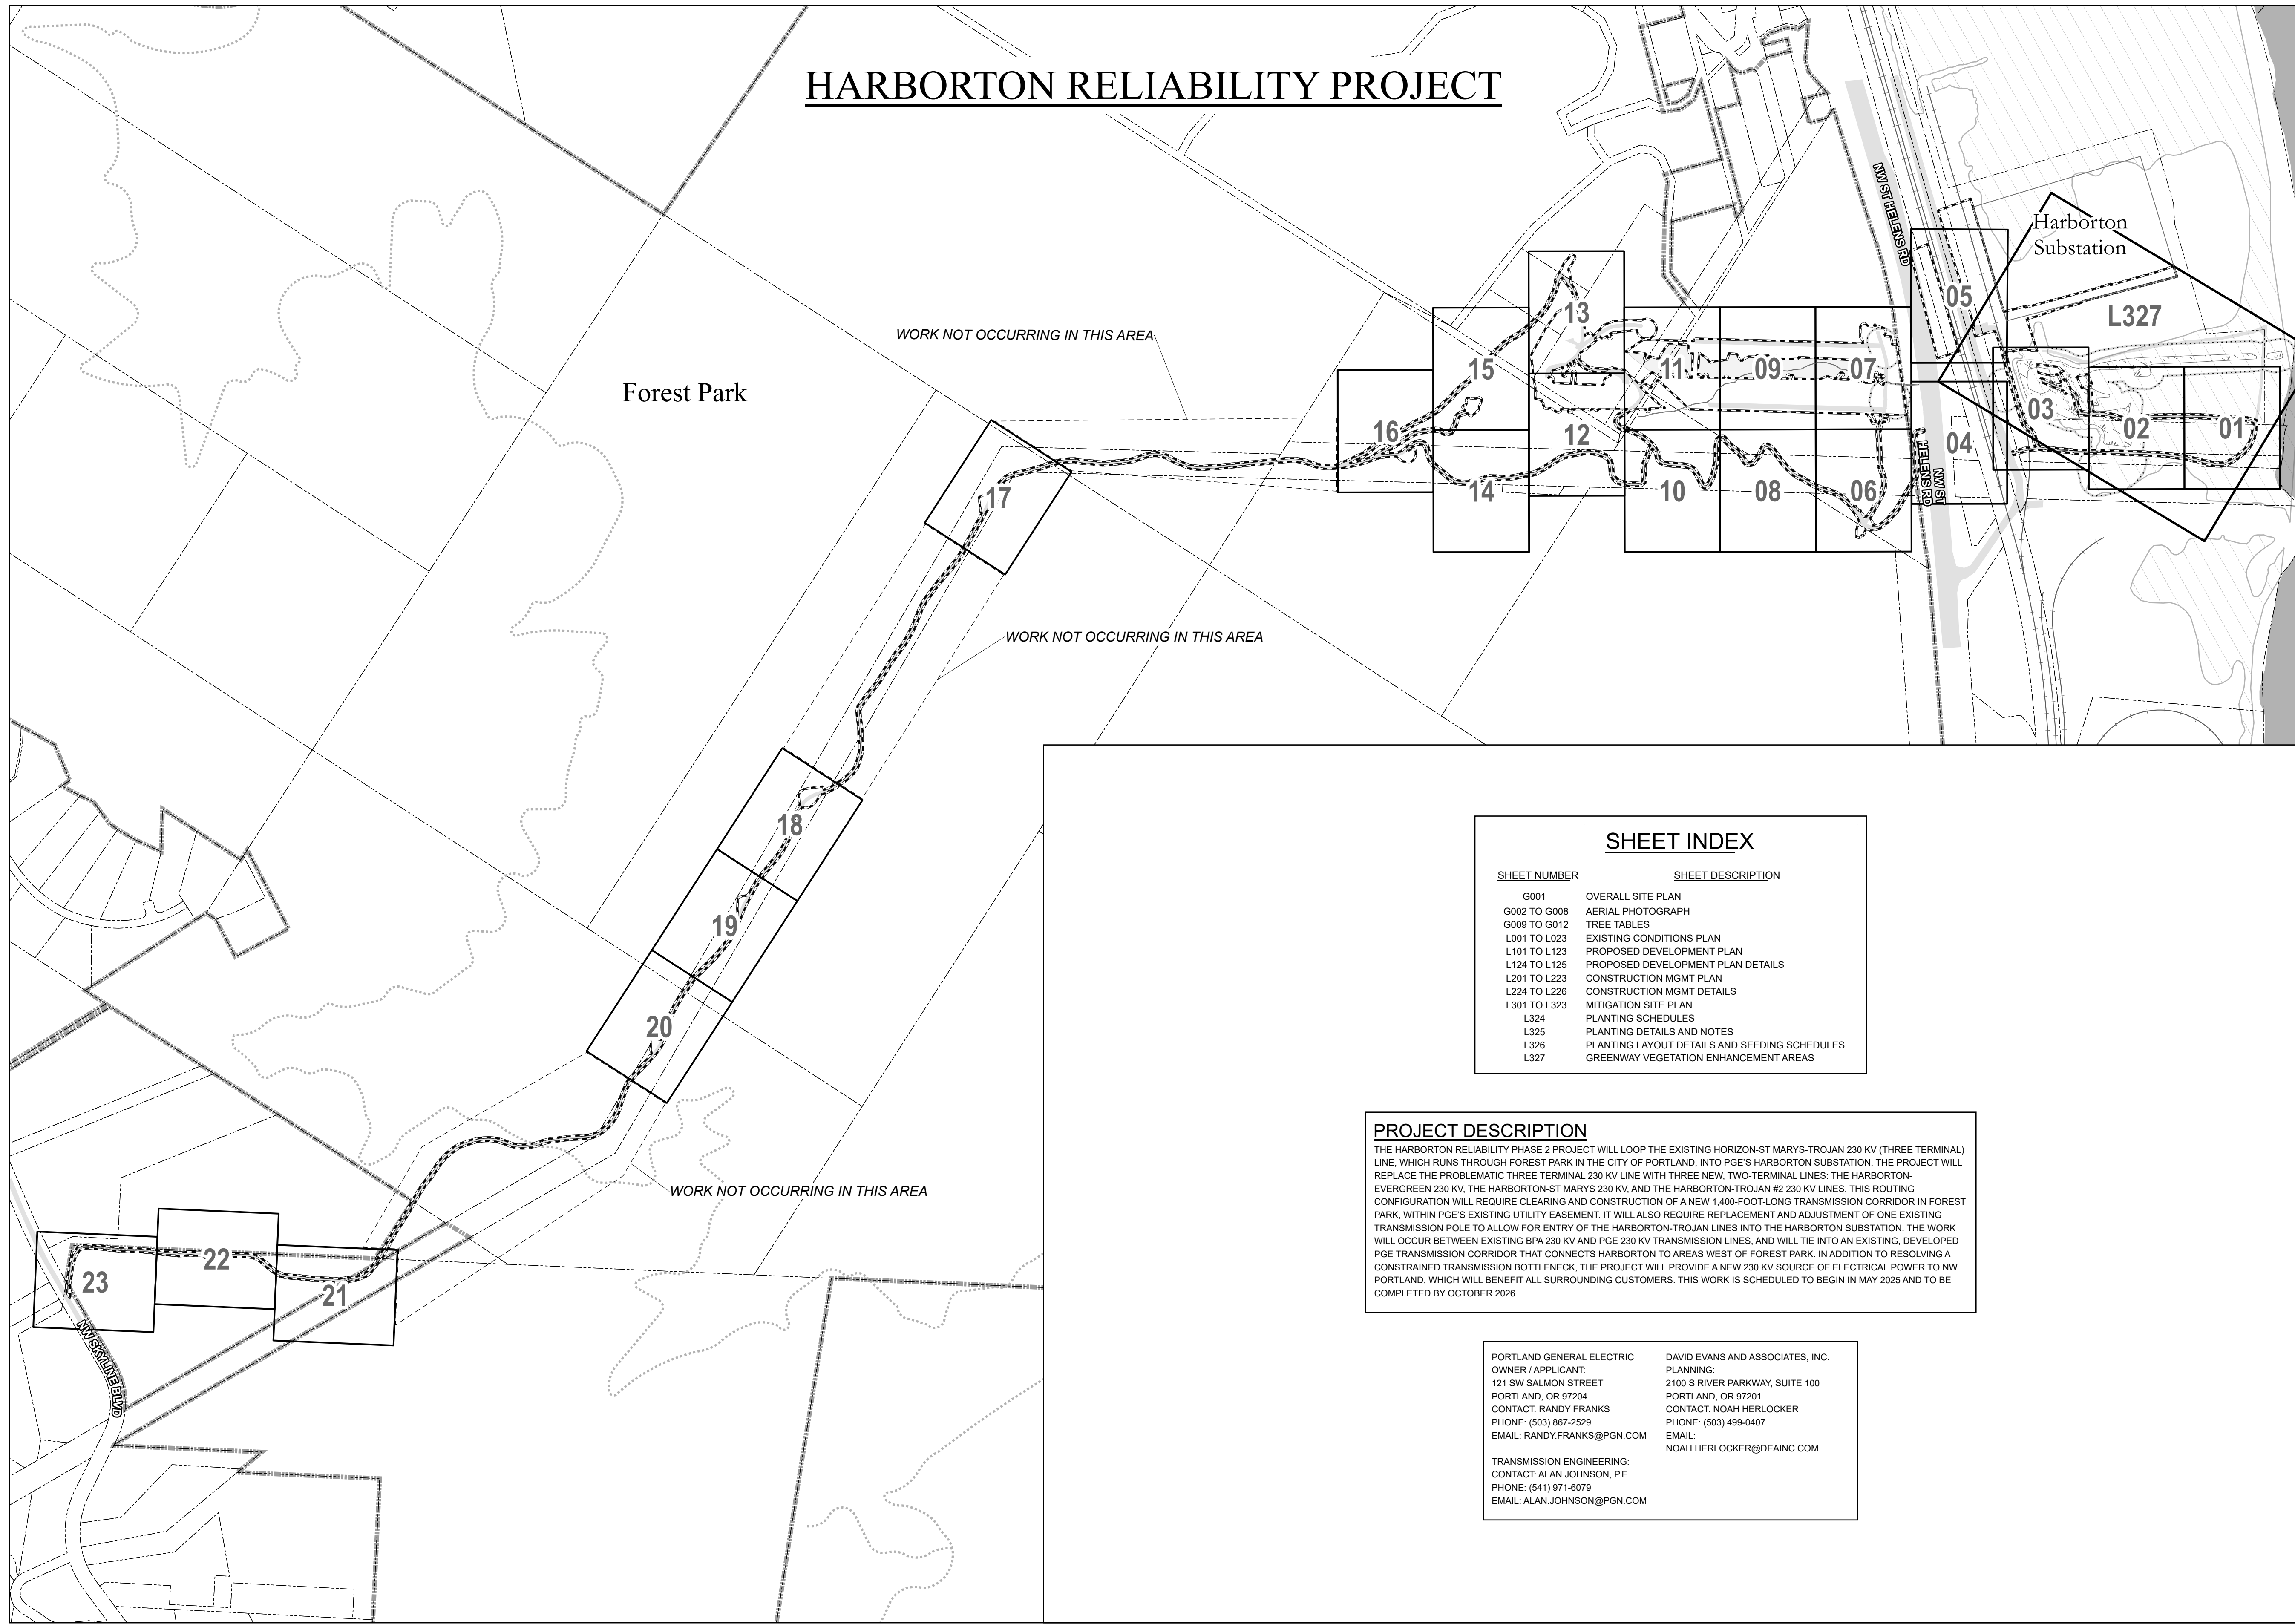 HARBORTON RELIABILITY PROJECT
NW ST HELENS RD
Harborton
Substation
L327
05
13
11
09
07
15
16
12
14
10
08
06
04
03
02
01
HELENS RD
NW ST
WORK NOT OCCURRING IN THIS AREA
Forest Park
17
WORK NOT OCCURRING IN THIS AREA
18
19
20
WORK NOT OCCURRING IN THIS AREA
21
22
23
NW SKYLINE BLVD
SHEET INDEX
SHEET NUMBER SHEET DESCRIPTION
G001 OVERALL SITE PLAN
G002 TO G008 AERIAL PHOTOGRAPH
G009 TO G012 TREE TABLES
L001 TO L023 EXISTING CONDITIONS PLAN
L101 TO L123 PROPOSED DEVELOPMENT PLAN
L124 TO L125 PROPOSED DEVELOPMENT PLAN DETAILS
L201 TO L223 CONSTRUCTION MGMT PLAN
L224 TO L226 CONSTRUCTION MGMT DETAILS
L301 TO L323 MITIGATION SITE PLAN
L324 PLANTING SCHEDULES
L325 PLANTING DETAILS AND NOTES
L326 PLANTING LAYOUT DETAILS AND SEEDING SCHEDULES
L327 GREENWAY VEGETATION ENHANCEMENT AREAS
PROJECT DESCRIPTION
THE HARBORTON RELIABILITY PHASE 2 PROJECT WILL LOOP THE EXISTING HORIZON-ST MARYS-TROJAN 230 KV (THREE TERMINAL)
LINE, WHICH RUNS THROUGH FOREST PARK IN THE CITY OF PORTLAND, INTO PGE'S HARBORTON SUBSTATION. THE PROJECT WILL
REPLACE THE PROBLEMATIC THREE TERMINAL 230 KV LINE WITH THREE NEW, TWO-TERMINAL LINES: THE HARBORTON-
EVERGREEN 230 KV, THE HARBORTON-ST MARYS 230 KV, AND THE HARBORTON-TROJAN #2 230 KV LINES. THIS ROUTING
CONFIGURATION WILL REQUIRE CLEARING AND CONSTRUCTION OF A NEW 1,400-FOOT-LONG TRANSMISSION CORRIDOR IN FOREST
PARK, WITHIN PGE'S EXISTING UTILITY EASEMENT. IT WILL ALSO REQUIRE REPLACEMENT AND ADJUSTMENT OF ONE EXISTING
TRANSMISSION POLE TO ALLOW FOR ENTRY OF THE HARBORTON-TROJAN LINES INTO THE HARBORTON SUBSTATION. THE WORK
WILL OCCUR BETWEEN EXISTING BPA 230 KV AND PGE 230 KV TRANSMISSION LINES, AND WILL TIE INTO AN EXISTING, DEVELOPED
PGE TRANSMISSION CORRIDOR THAT CONNECTS HARBORTON TO AREAS WEST OF FOREST PARK. IN ADDITION TO RESOLVING A
CONSTRAINED TRANSMISSION BOTTLENECK, THE PROJECT WILL PROVIDE A NEW 230 KV SOURCE OF ELECTRICAL POWER TO NW
PORTLAND, WHICH WILL BENEFIT ALL SURROUNDING CUSTOMERS. THIS WORK IS SCHEDULED TO BEGIN IN MAY 2025 AND TO BE
COMPLETED BY OCTOBER 2026.
PORTLAND GENERAL ELECTRIC
OWNER / APPLICANT:
121 SW SALMON STREET
PORTLAND, OR 97204
CONTACT: RANDY FRANKS
PHONE: (503) 867-2529
EMAIL: RANDY.FRANKS@PGN.COM
TRANSMISSION ENGINEERING:
CONTACT: ALAN JOHNSON, P.E.
PHONE: (541) 971-6079
EMAIL: ALAN.JOHNSON@PGN.COM
DAVID EVANS AND ASSOCIATES, INC.
PLANNING:
2100 S RIVER PARKWAY, SUITE 100
PORTLAND, OR 97201
CONTACT: NOAH HERLOCKER
PHONE: (503) 499-0407
EMAIL:
NOAH.HERLOCKER@DEAINC.COM